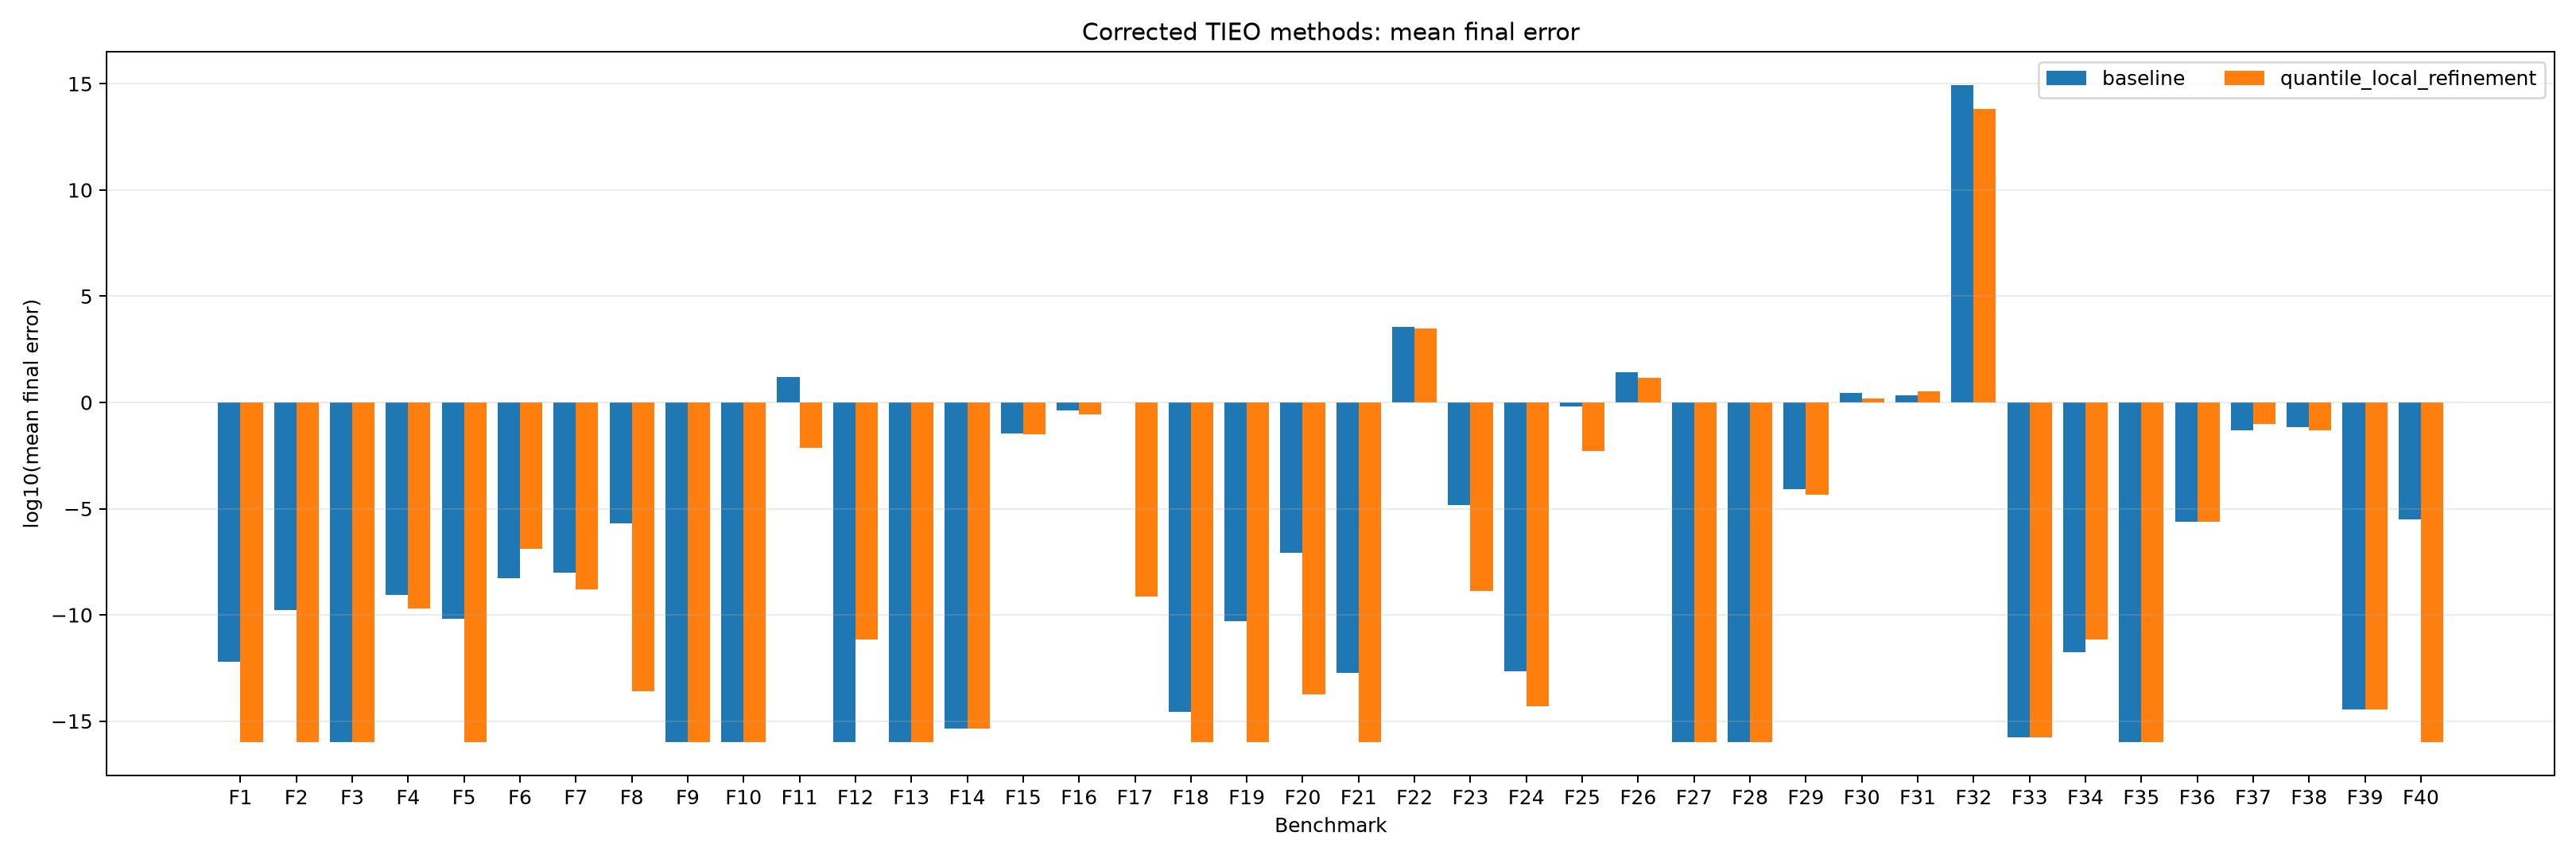 Corrected TIEO methods: mean final error
baseline
quantile_local_refinement
log10(mean final error)
15
10
5
0
−5
−10
−15
F1 F2 F3 F4 F5 F6 F7 F8 F9 F10 F11 F12 F13 F14 F15 F16 F17 F18 F19 F20 F21 F22 F23 F24 F25 F26 F27 F28 F29 F30 F31 F32 F33 F34 F35 F36 F37 F38 F39 F40
Benchmark